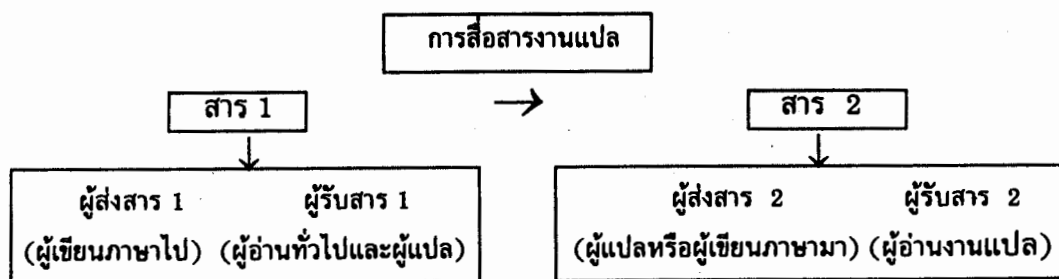 การสื่อสารงานแปล
สาร 1 → สาร 2
ผู้ส่งสาร 1 ผู้รับสาร 1 ผู้ส่งสาร 2 ผู้รับสาร 2
(ผู้เขียนภาษาไป) (ผู้อ่านทั่วไปและผู้แปล) (ผู้แปลหรือผู้เขียนภาษามา) (ผู้อ่านงานแปล)